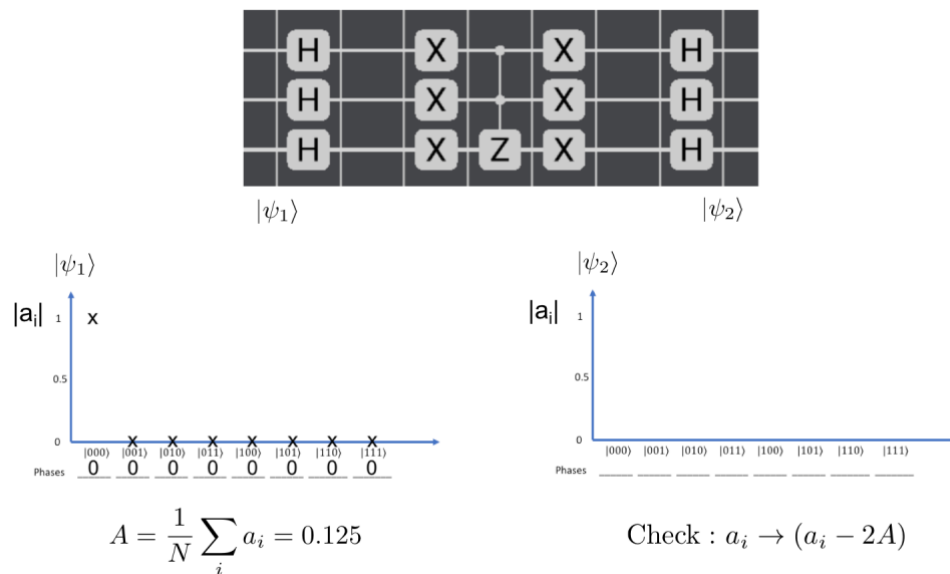 H X X H
H X X H
H X Z X H
|ψ₁⟩ |ψ₂⟩
|ψ₁⟩
|aᵢ|
1
x
0.5
0
x x x x x x x
|000⟩ |001⟩ |010⟩ |011⟩ |100⟩ |101⟩ |110⟩ |111⟩
Phases 0 0 0 0 0 0 0 0
A = 1/N ∑ᵢ aᵢ = 0.125
|ψ₂⟩
|aᵢ|
1
0.5
0
|000⟩ |001⟩ |010⟩ |011⟩ |100⟩ |101⟩ |110⟩ |111⟩
Phases
Check : aᵢ → (aᵢ − 2A)